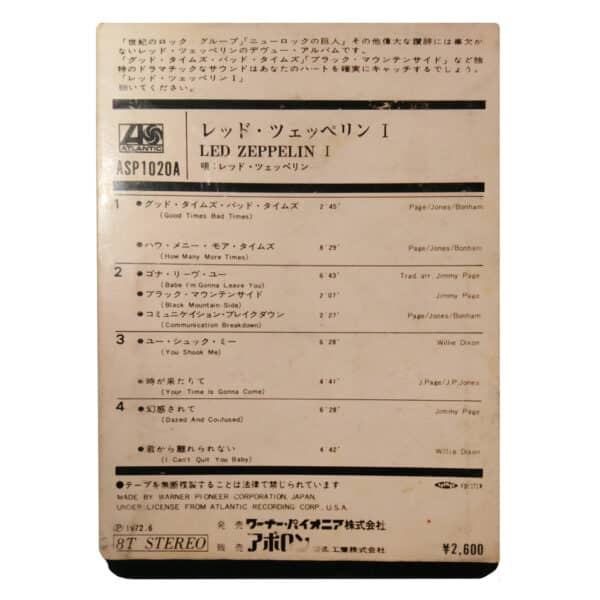 「世紀のロック・グループ」「ニューロックの巨人」その他偉大な讃辞には事欠か
ないレッド・ツェッペリンのデヴュー・アルバムです。
「グッド・タイムズ・バッド・タイムズ」「ブラック・マウンテンサイド」など独
特のドラマチックなサウンドはあなたのハートを確実にキャッチするでしょう。
「レッド・ツェッペリンⅠ」
聴いてください。
ATLANTIC
ASP1020A
レッド・ツェッペリン Ⅰ
LED ZEPPELIN Ⅰ
唄:レッド・ツェッペリン
1 ●グッド・タイムズ・バッド・タイムズ 2'45" Page/Jones/Bonham
(Good Times Bad Times)
●ハウ・メニー・モア・タイムズ 8'29" Page/Jones/Bonham
(How Many More Times)
2 ●ゴナ・リーヴ・ユー 6'43" Trad. arr. Jimmy Page
(Babe I'm Gonna Leave You)
●ブラック・マウンテンサイド 2'07" Jimmy Page
(Black Mountain Side)
●コミュニケイション・ブレイクダウン 2'27" Page/Jones/Bonham
(Communication Breakdown)
3 ●ユー・シュック・ミー 6'28" Willie Dixon
(You Shook Me)
●時が来たりて 4'41" J.Page/J.P.Jones
(Your Time Is Gonna Come)
4 ●幻惑されて 6'28" Jimmy Page
(Dazed And Confused)
●君から離れられない 4'42" Willie Dixon
(I Can't Quit You Baby)
●テープを無断複製することは法律で禁じられています
MADE BY WARNER PIONEER CORPORATION, JAPAN,
UNDER LICENSE FROM ATLANTIC RECORDING CORP., U.S.A.
Ⓟ 1972.6
発売 ワーナー・パイオニア株式会社
8T STEREO
販売 アポロン 工業株式会社
¥2,600